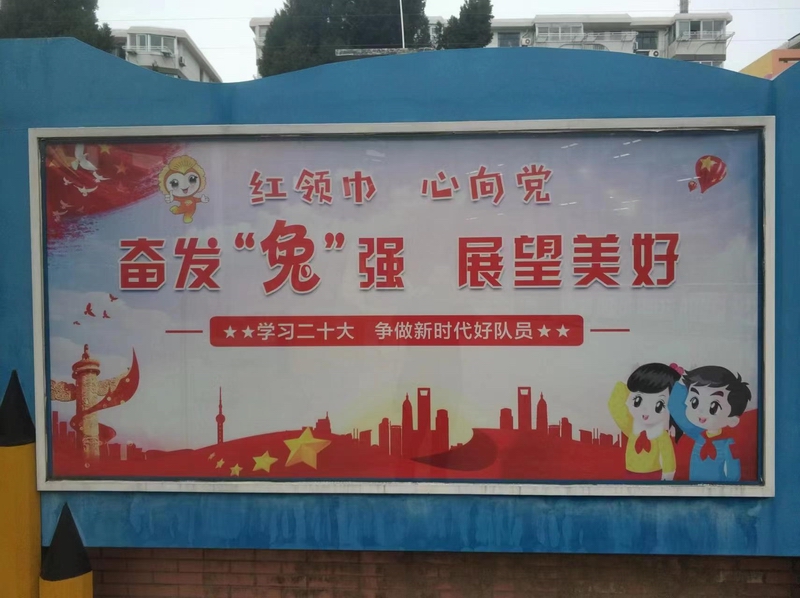 红领巾 心向党
奋发“兔”强 展望美好
★★学习二十大 争做新时代好队员★★